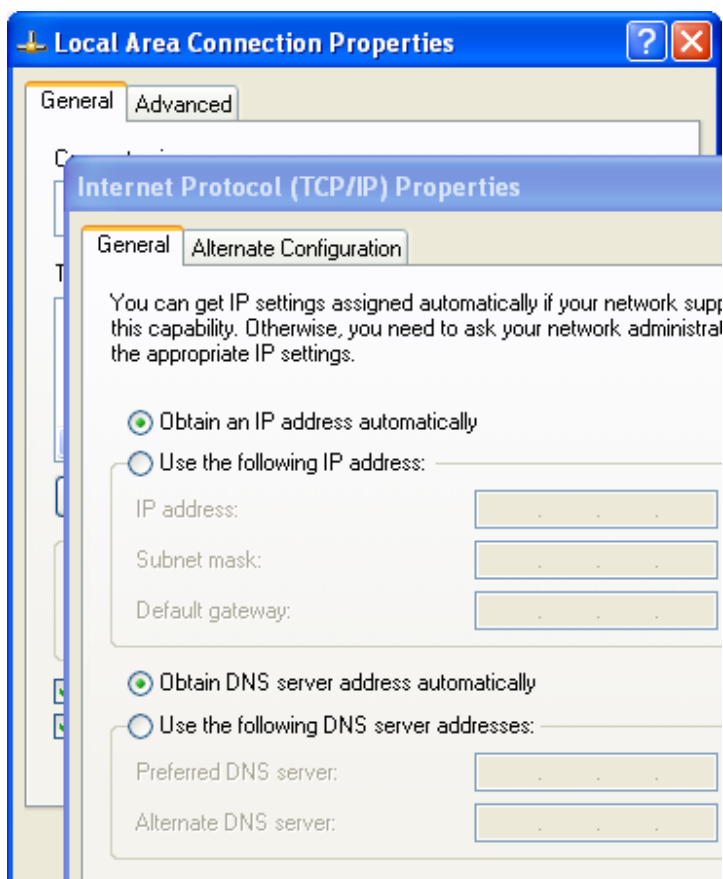 Local Area Connection Properties
General Advanced
Internet Protocol (TCP/IP) Properties
General Alternate Configuration
You can get IP settings assigned automatically if your network
this capability. Otherwise, you need to ask your network
the appropriate IP settings.
Obtain an IP address automatically
Use the following IP address:
IP address:
Subnet mask:
Default gateway:
Obtain DNS server address automatically
Use the following DNS server addresses:
Preferred DNS server:
Alternate DNS server: